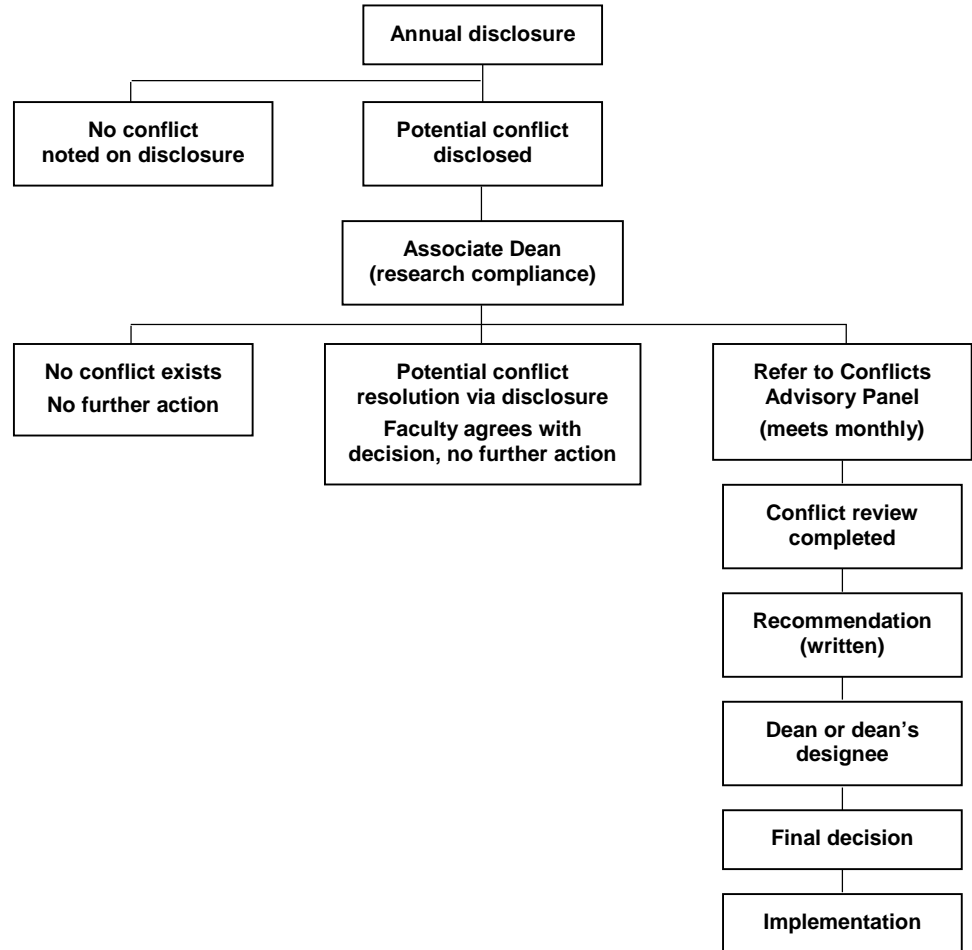 Annual disclosure
No conflict
noted on disclosure
Potential conflict
disclosed
Associate Dean
(research compliance)
No conflict exists
No further action
Potential conflict
resolution via disclosure
Faculty agrees with
decision, no further action
Refer to Conflicts
Advisory Panel
(meets monthly)
Conflict review
completed
Recommendation
(written)
Dean or dean’s
designee
Final decision
Implementation